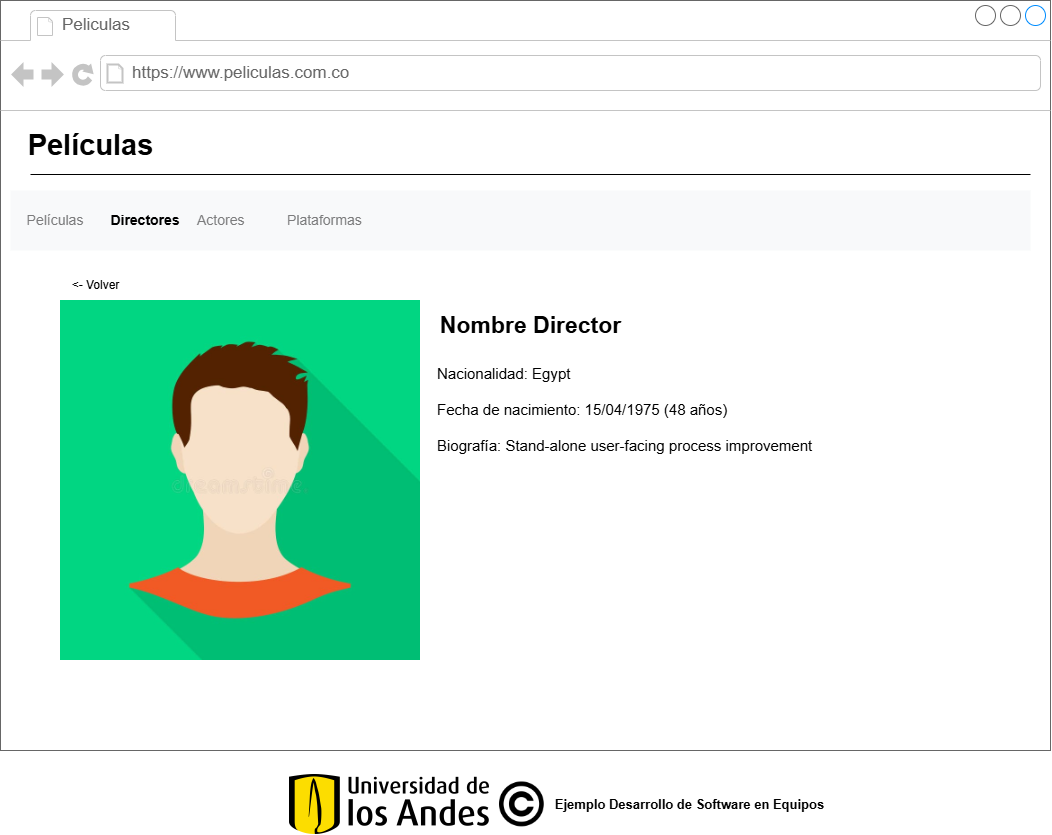 Peliculas
https://www.peliculas.com.co
Películas
Películas Directores Actores Plataformas
<- Volver
Nombre Director
Nacionalidad: Egypt
Fecha de nacimiento: 15/04/1975 (48 años)
Biografía: Stand-alone user-facing process improvement
dreamstime
Universidad de
los Andes
© Ejemplo Desarrollo de Software en Equipos